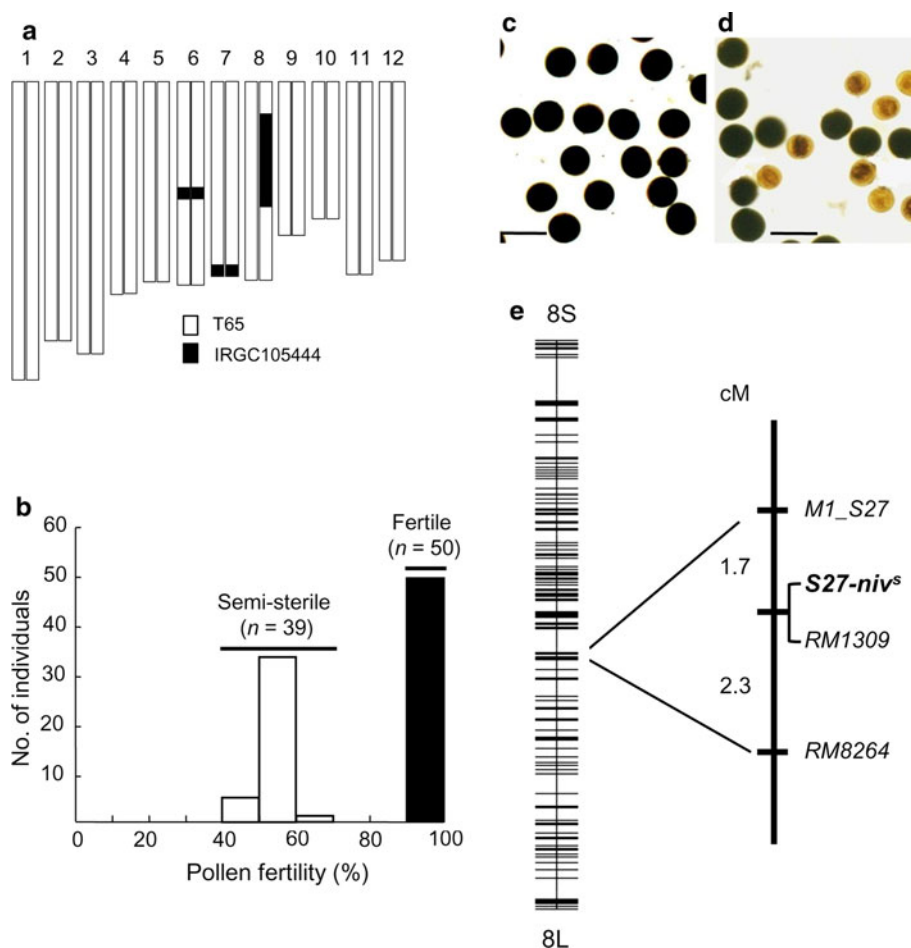 a
1 2 3 4 5 6 7 8 9 10 11 12
T65
IRGC105444
b
No. of individuals
60
50
40
30
20
10
0 20 40 60 80 100
Pollen fertility (%)
Semi-sterile
(n = 39)
Fertile
(n = 50)
c
d
e
8S
8L
cM
1.7
2.3
M1_S27
S27-nivˢ
RM1309
RM8264